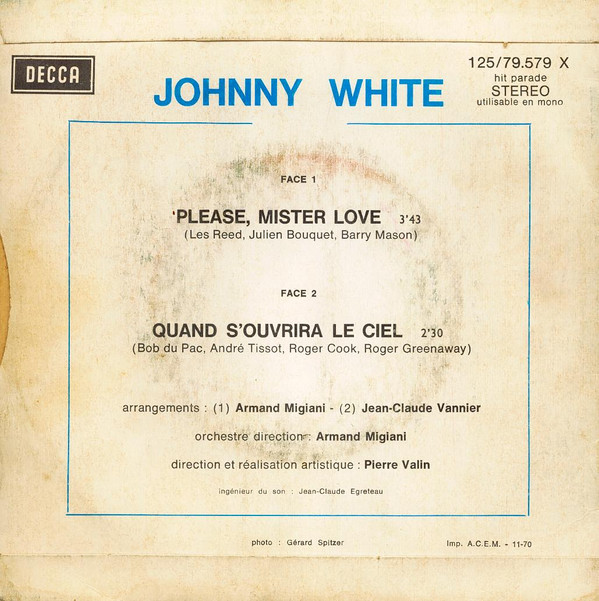 DECCA
JOHNNY WHITE
125/79.579 X
hit parade
STEREO
utilisable en mono
FACE 1
PLEASE, MISTER LOVE 3'43
(Les Reed, Julien Bouquet, Barry Mason)
FACE 2
QUAND S'OUVRIRA LE CIEL 2'30
(Bob du Pac, André Tissot, Roger Cook, Roger Greenaway)
arrangements : (1) Armand Migiani - (2) Jean-Claude Vannier
orchestre direction : Armand Migiani
direction et réalisation artistique : Pierre Valin
ingénieur du son : Jean-Claude Egreteau
photo : Gérard Spitzer
Imp. A.C.E.M. - 11-70